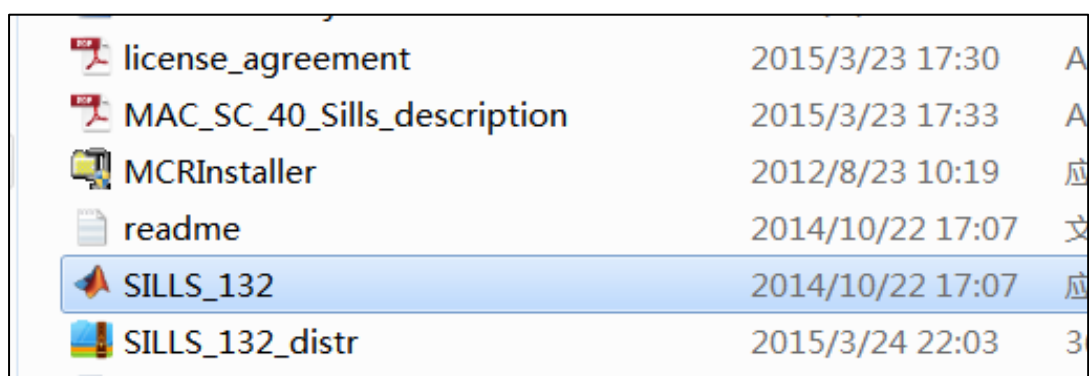 license_agreement 2015/3/23 17:30 A
MAC_SC_40_Sills_description 2015/3/23 17:33 A
MCRInstaller 2012/8/23 10:19 应
readme 2014/10/22 17:07 文
SILLS_132 2014/10/22 17:07 应
SILLS_132_distr 2015/3/24 22:03 3